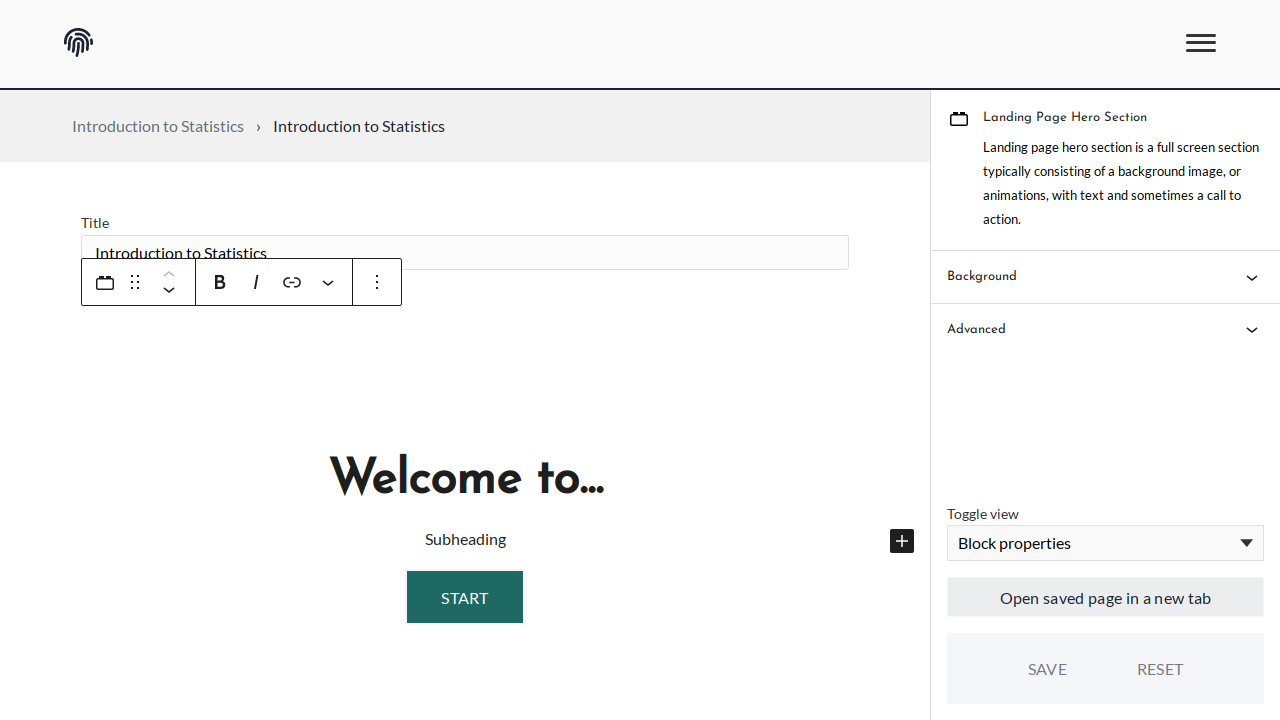 Introduction to Statistics › Introduction to Statistics
Title
Introduction to Statistics
B I
Welcome to...
Subheading
START
Landing Page Hero Section
Landing page hero section is a full screen section
typically consisting of a background image, or
animations, with text and sometimes a call to
action.
Background
Advanced
Toggle view
Block properties
Open saved page in a new tab
SAVE RESET